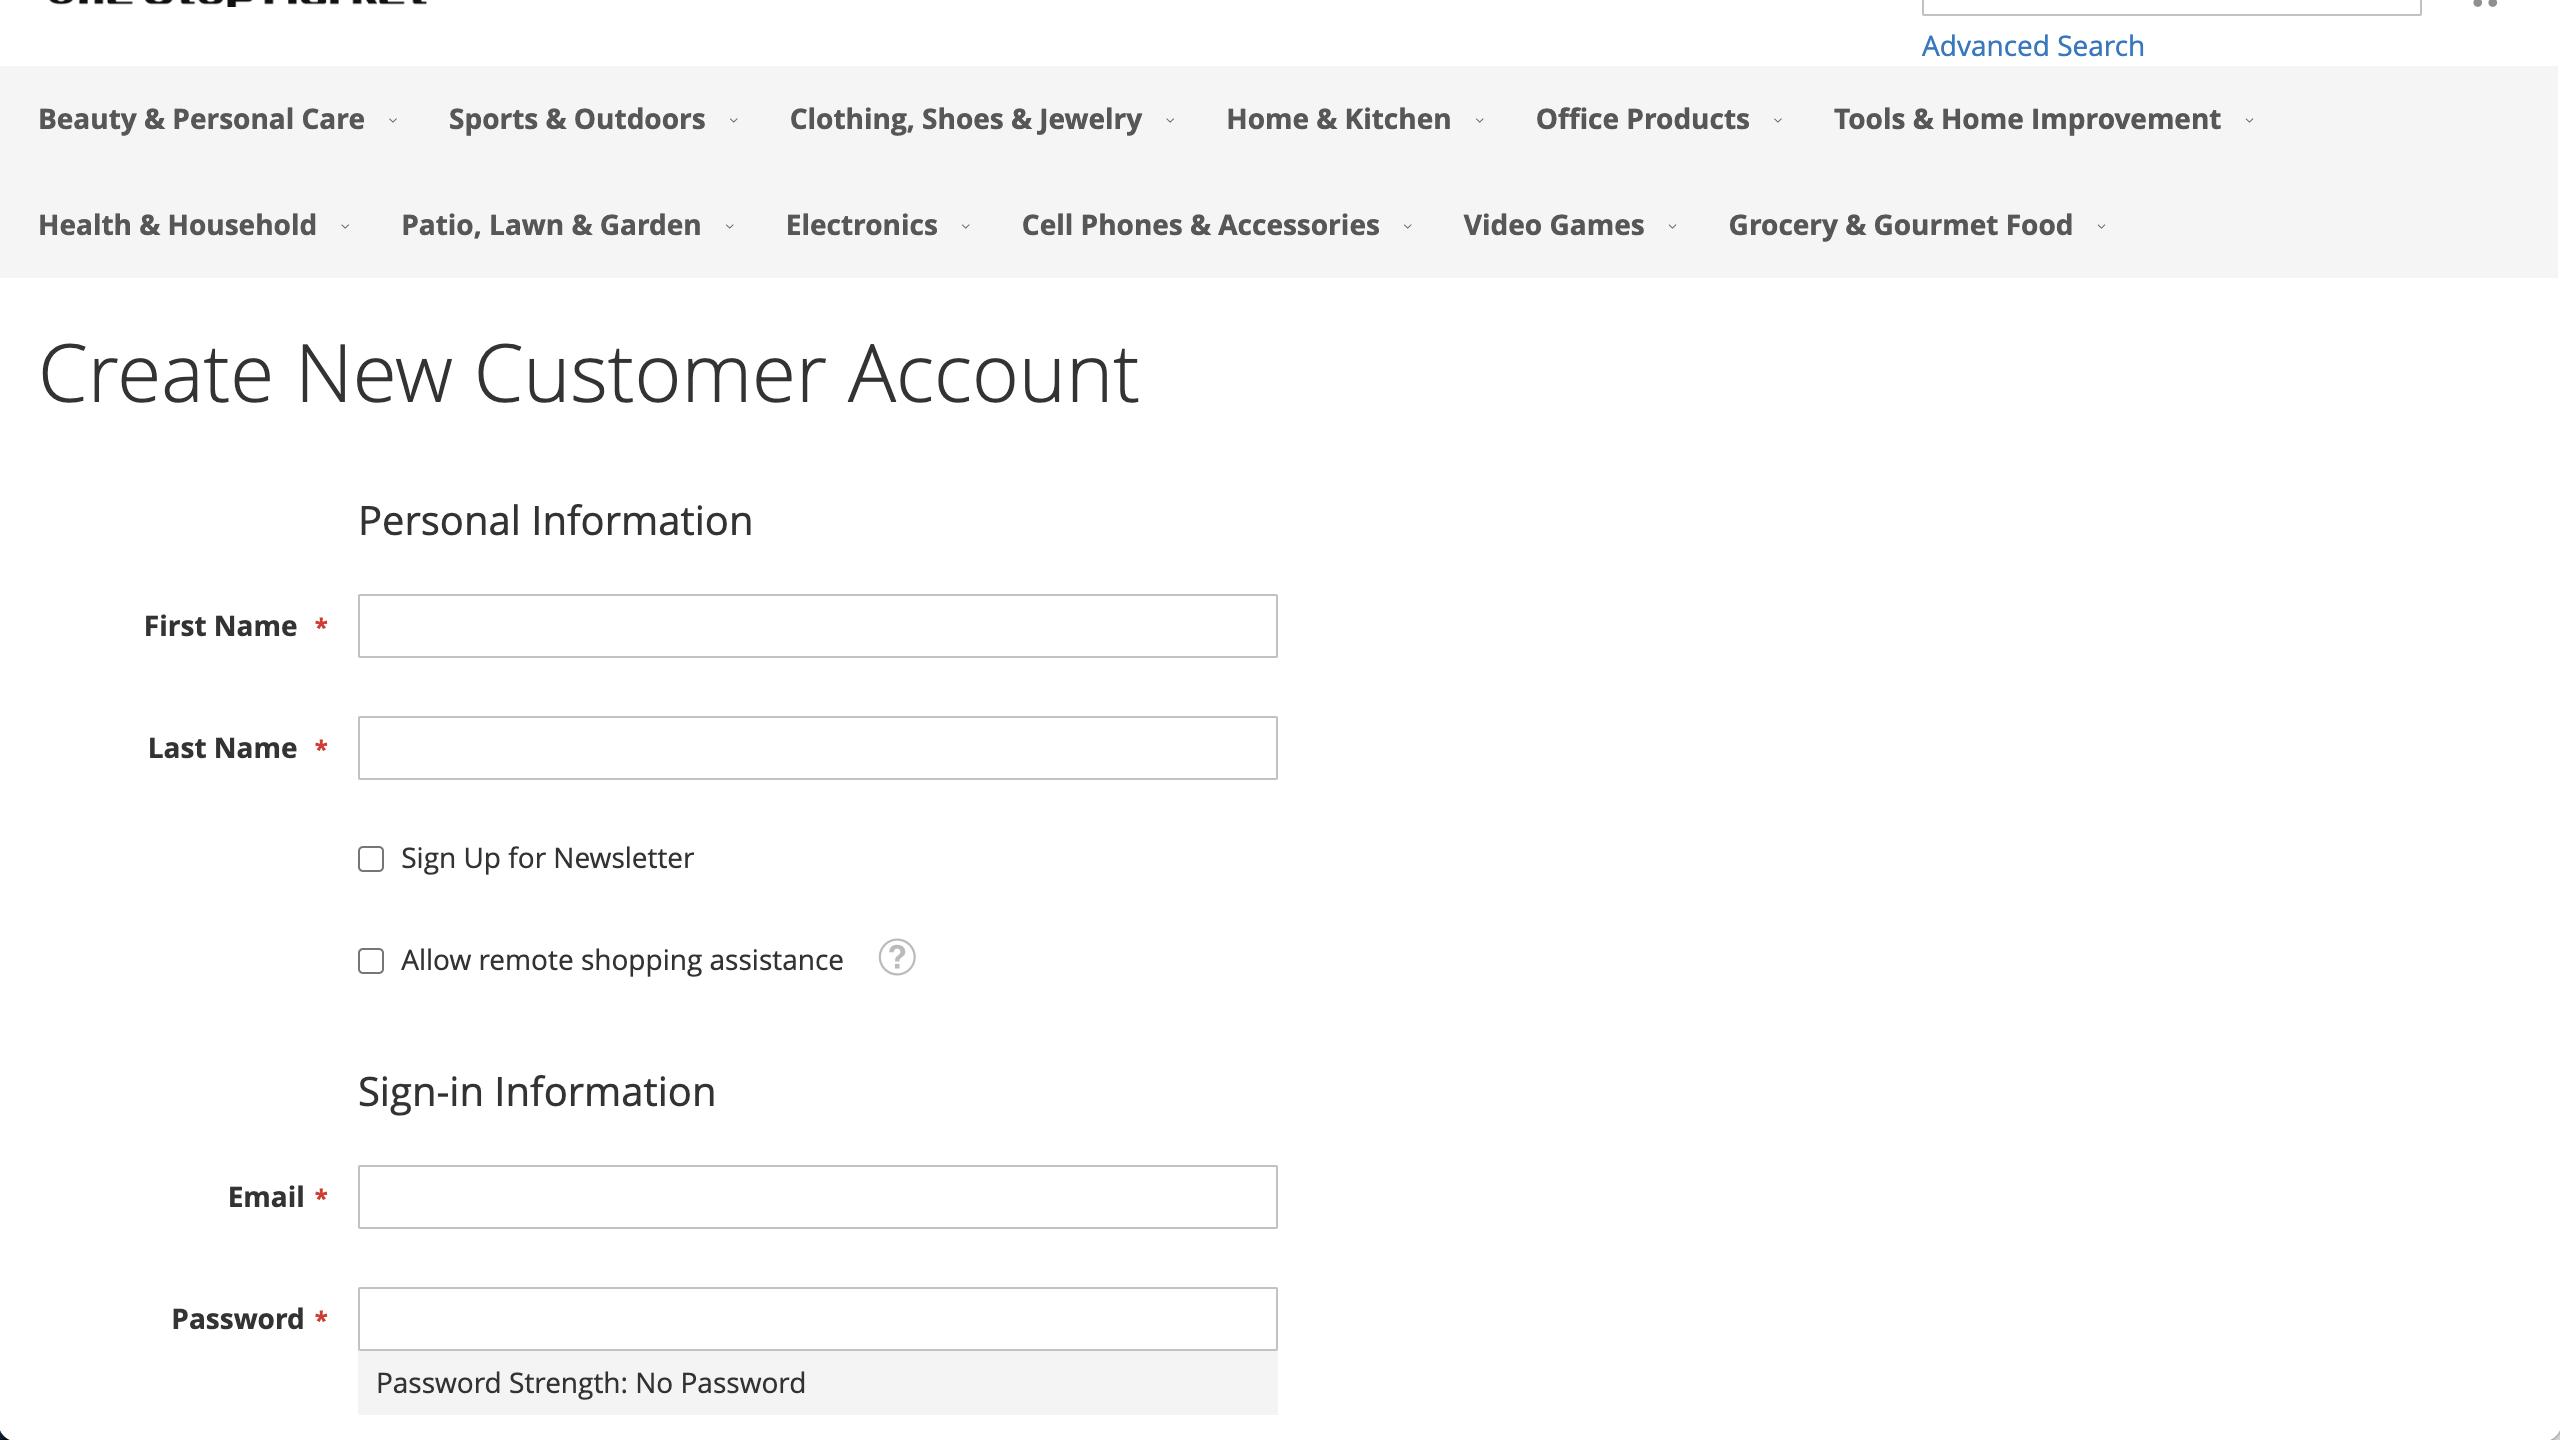 One Stop Market
Advanced Search
Beauty & Personal Care Sports & Outdoors Clothing, Shoes & Jewelry Home & Kitchen Office Products Tools & Home Improvement
Health & Household Patio, Lawn & Garden Electronics Cell Phones & Accessories Video Games Grocery & Gourmet Food
Create New Customer Account
Personal Information
First Name *
Last Name *
Sign Up for Newsletter
Allow remote shopping assistance ?
Sign-in Information
Email *
Password *
Password Strength: No Password